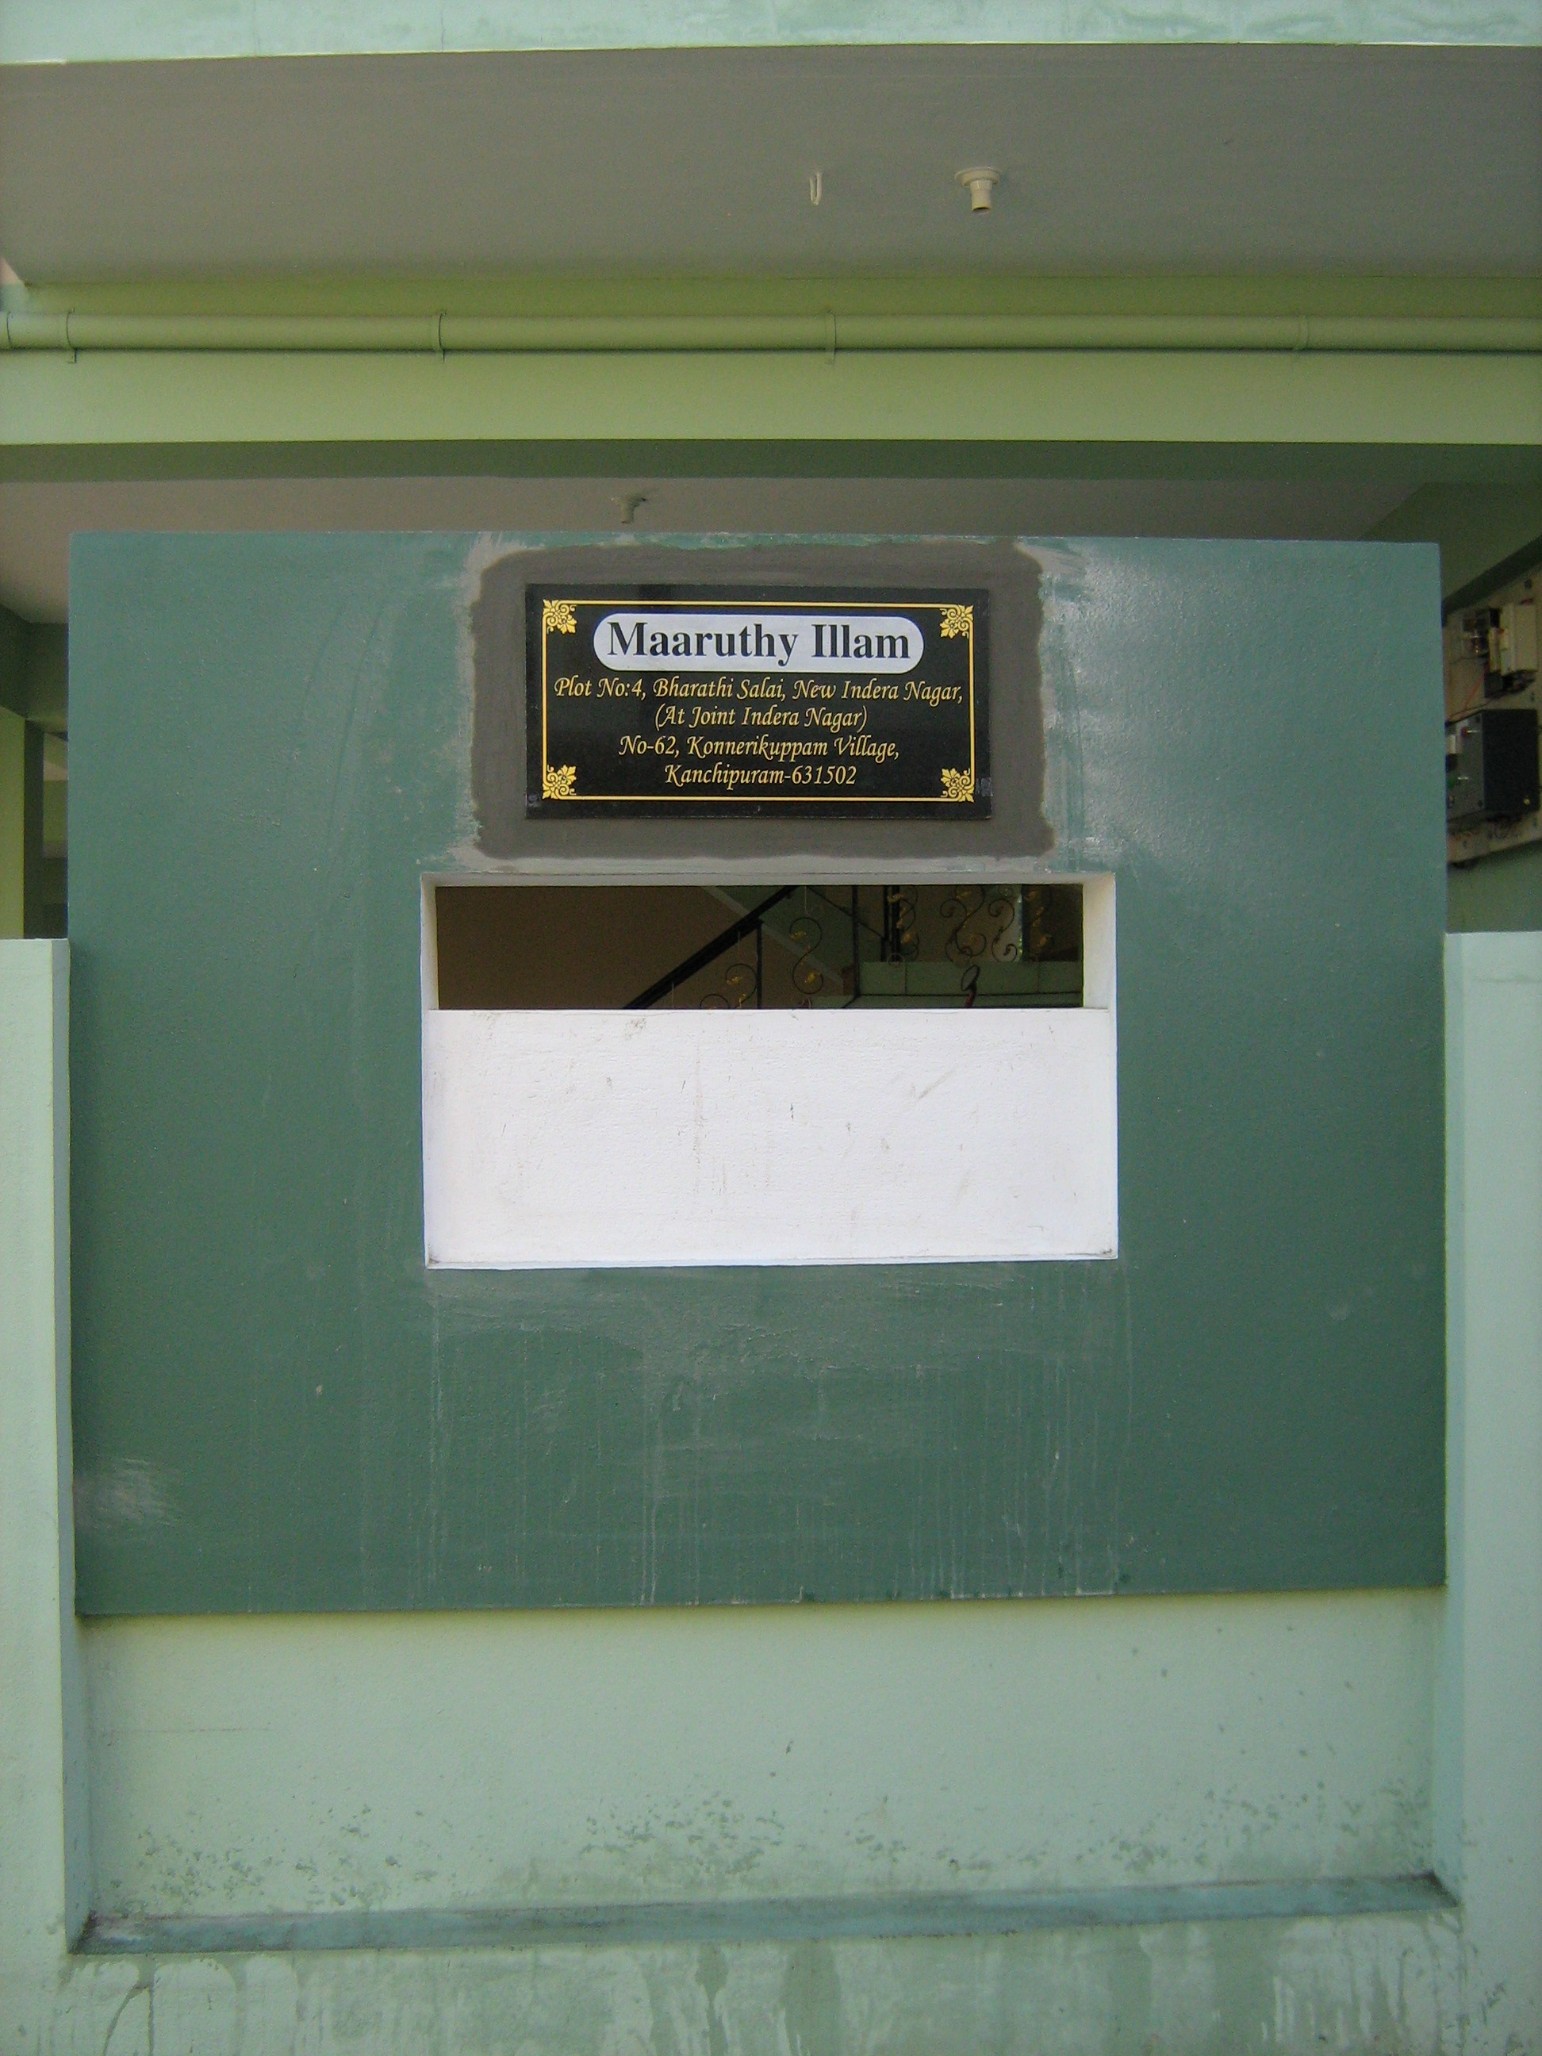 Maaruthy Illam
Plot No:4, Bharathi Salai, New Indera Nagar,
(At Joint Indera Nagar)
No-62, Konnerikuppam Village,
Kanchipuram-631502